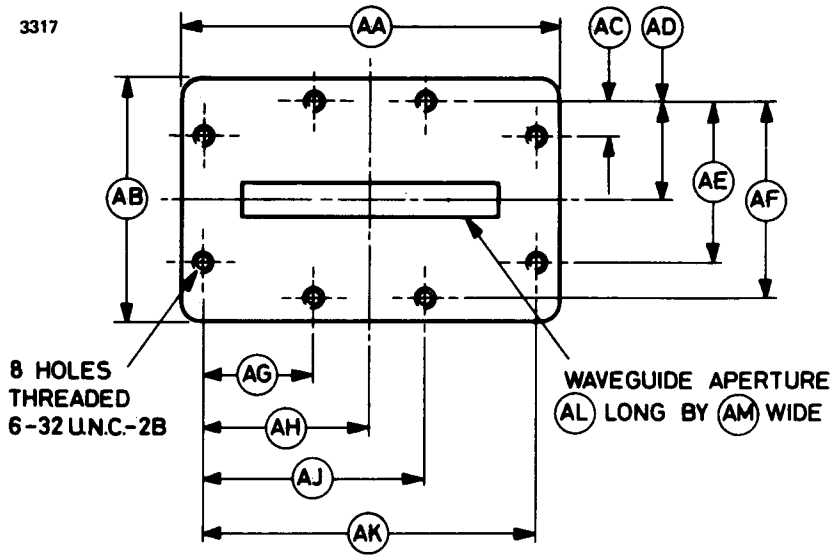 3317
AA
AC
AD
AB
AE
AF
8 HOLES
THREADED
6-32 U.N.C.-2B
AG
AH
AJ
AK
WAVEGUIDE APERTURE
AL LONG BY AM WIDE